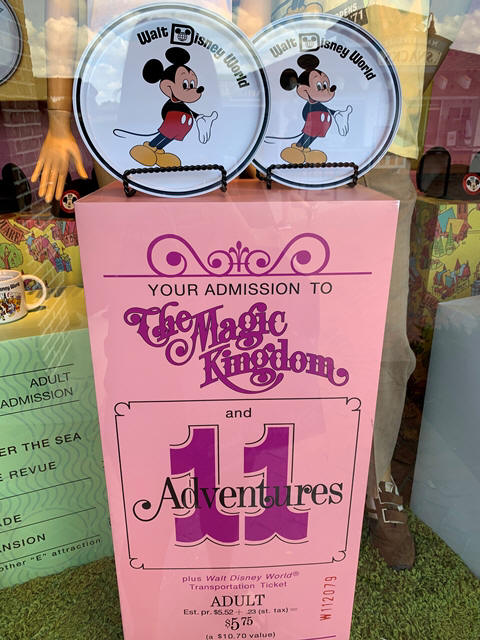 Walt Disney World
Walt Disney World
YOUR ADMISSION TO
The Magic
Kingdom
and
11
Adventures
plus Walt Disney World®
Transportation Ticket
ADULT
Est. pr. $5.52 + .23 (st. tax) =
$5.75
(a $10.70 value)
W112079
ADULT
ADMISSION
ER THE SEA
E REVUE
ADE
ANSION
other "E" attraction